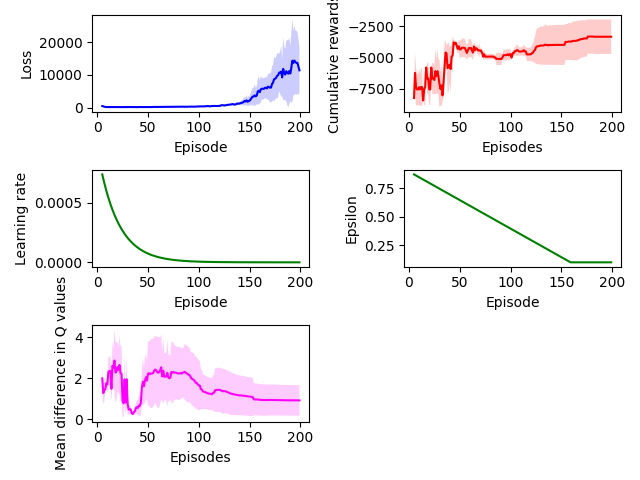 Loss
20000
10000
0
0 50 100 150 200
Episode
Cumulative rewards
−2500
−5000
−7500
0 50 100 150 200
Episodes
Learning rate
0.0005
0.0000
0 50 100 150 200
Episode
Epsilon
0.75
0.50
0.25
0 50 100 150 200
Episode
Mean difference in Q values
4
2
0
0 50 100 150 200
Episodes